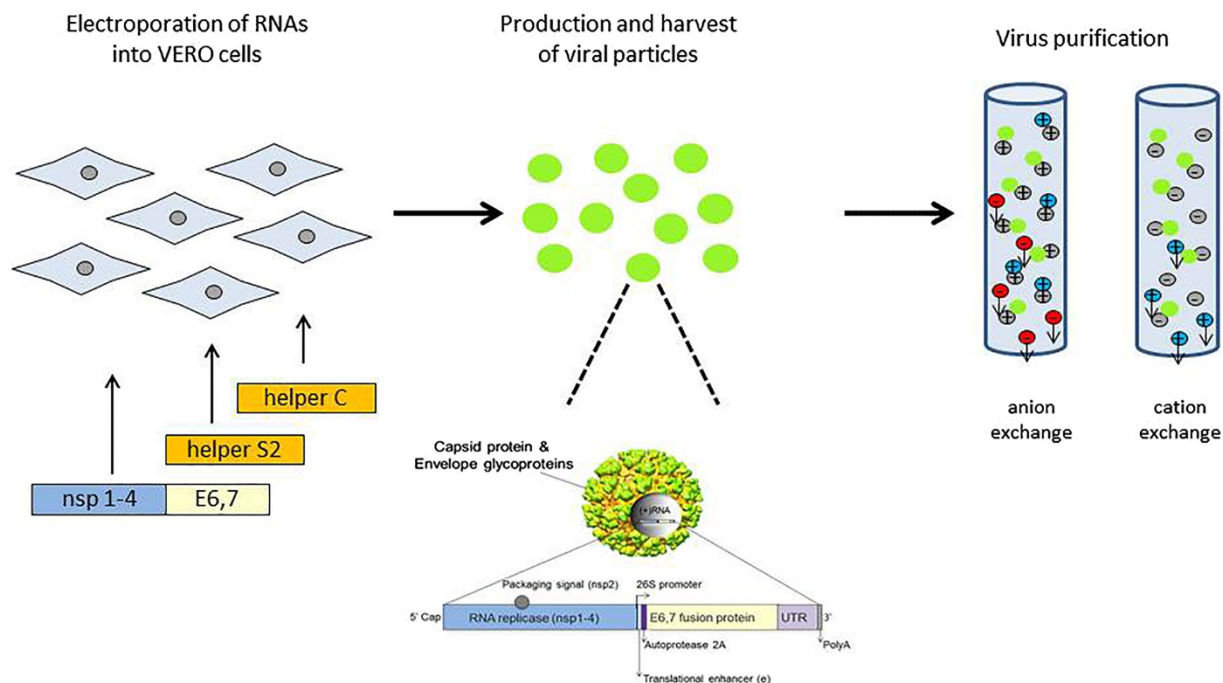 Electroporation of RNAs
into VERO cells
Production and harvest
of viral particles
Virus purification
helper C
helper S2
nsp 1-4
E6,7
anion
exchange
cation
exchange
Capsid protein &
Envelope glycoproteins
(+)RNA
Packaging signal (nsp2)
26S promoter
5' Cap
RNA replicase (nsp1-4)
E6,7 fusion protein
UTR
3'
Autoprotease 2A
PolyA
Translational enhancer (e)